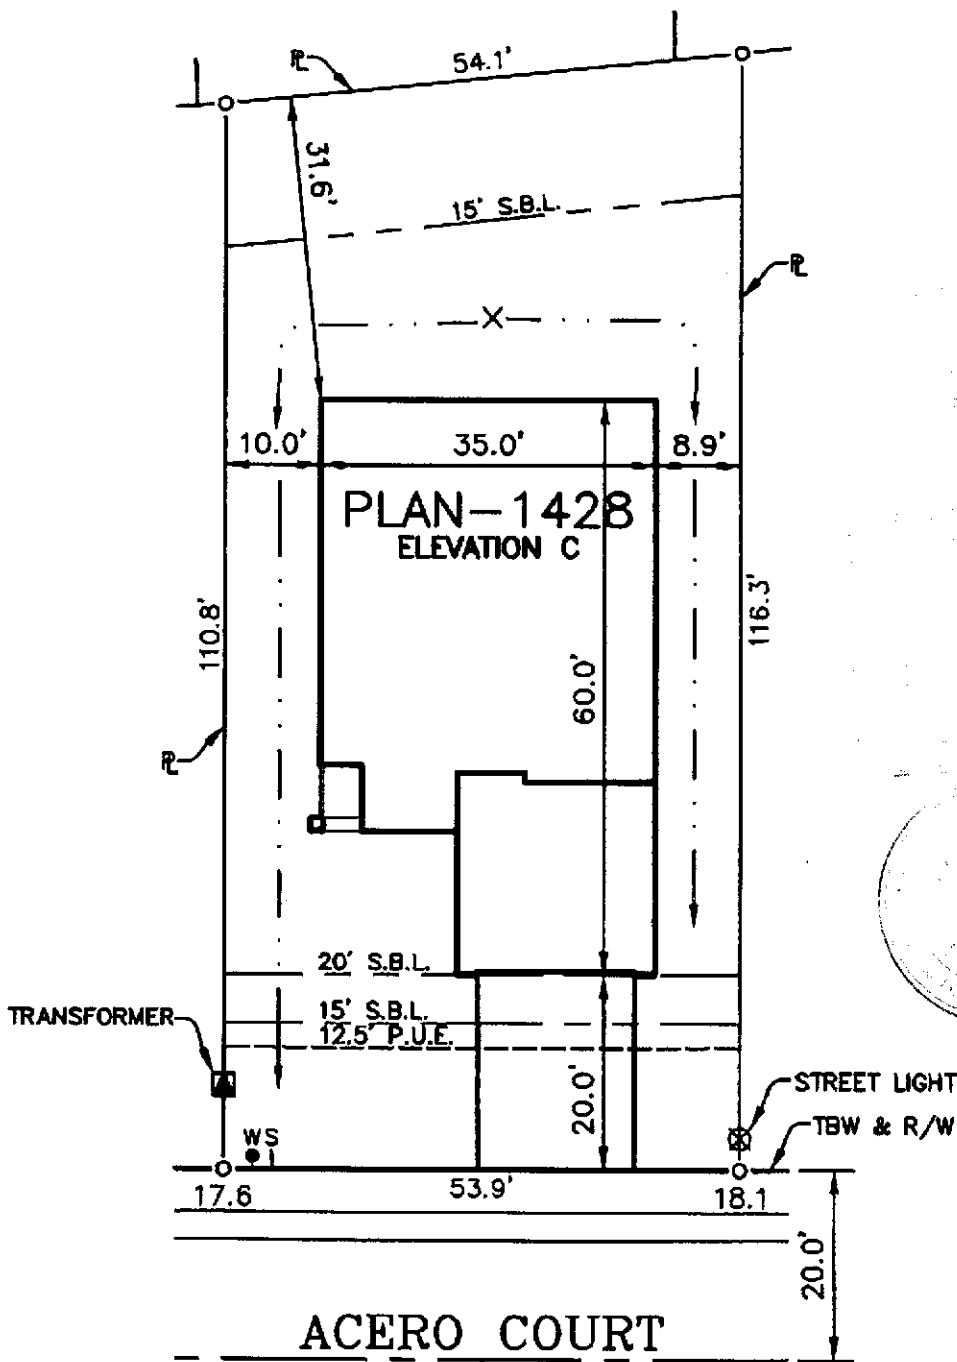 PL
54.1'
31.6'
15' S.B.L.
PL
X
10.0'
35.0'
8.9'
PLAN-1428
ELEVATION C
110.8'
116.3'
60.0'
PL
20' S.B.L.
15' S.B.L.
12.5' P.U.E.
TRANSFORMER
20.0'
STREET LIGHT
TBW & R/W
W S
17.6
53.9'
18.1
20.0'
ACERO COURT